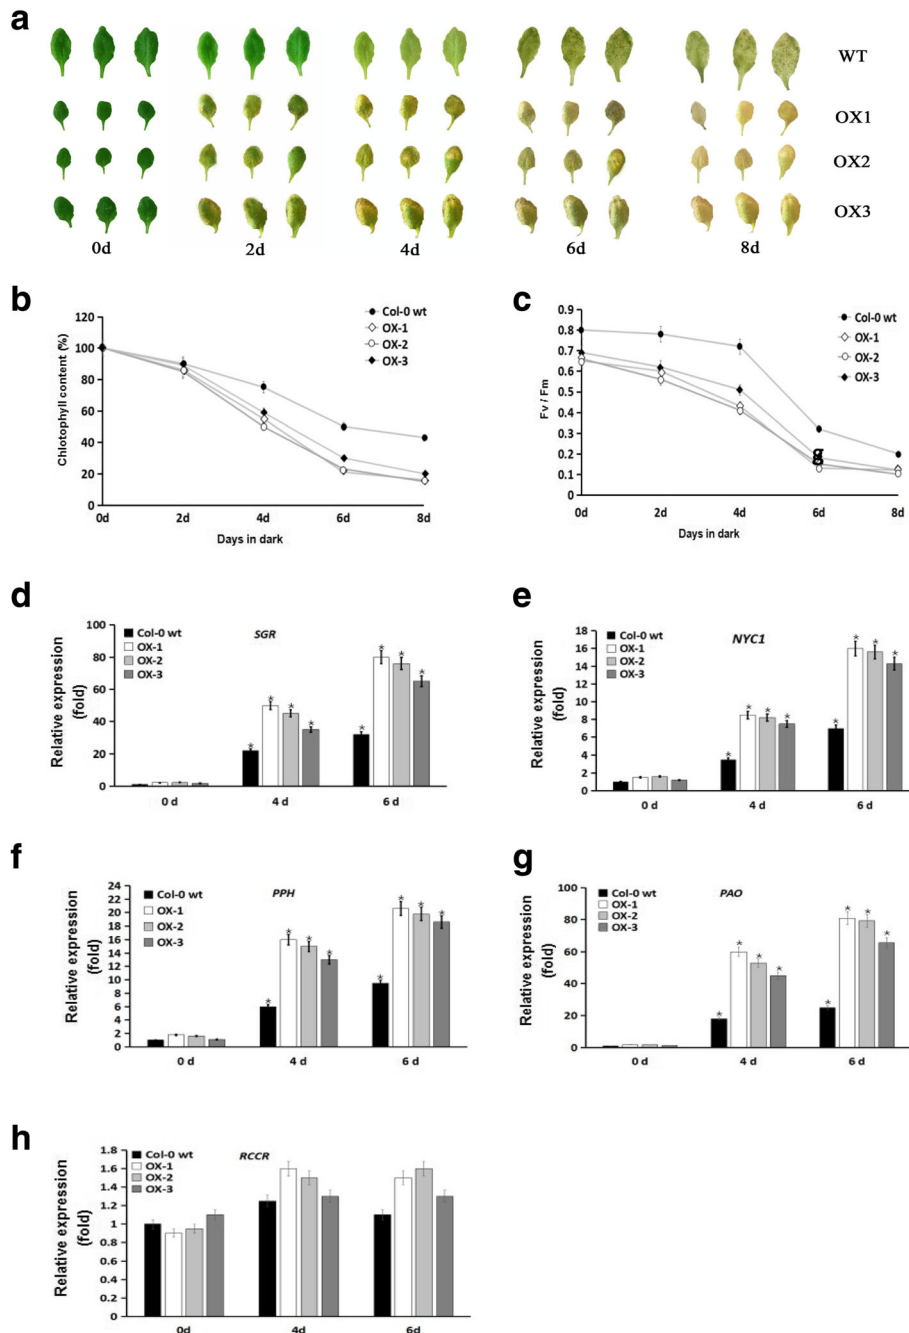 a
WT
OX1
OX2
OX3
0d 2d 4d 6d 8d
b
Col-0 wt
OX-1
OX-2
OX-3
120
100
80
60
40
20
0
Chlotophyll content (%)
0d 2d 4d 6d 8d
Days in dark
c
Col-0 wt
OX-1
OX-2
OX-3
0.9
0.8
0.7
0.6
0.5
0.4
0.3
0.2
0.1
0
Fv / Fm
g
0d 2d 4d 6d 8d
Days in dark
d
Col-0 wt
OX-1
OX-2
OX-3
SGR
100
80
60
40
20
0
Relative expression
(fold)
* * * * * * * *
0 d 4 d 6 d
e
Col-0 wt
OX-1
OX-2
OX-3
NYC1
18
16
14
12
10
8
6
4
2
0
Relative expression
(fold)
* * * * * * * *
0 d 4 d 6 d
f
Col-0 wt
OX-1
OX-2
OX-3
PPH
24
22
20
18
16
14
12
10
8
6
4
2
0
Relative expression
(fold)
* * * * * * * *
0 d 4 d 6 d
g
Col-0 wt
OX-1
OX-2
OX-3
PAO
100
80
60
40
20
0
Relative expression
(fold)
* * * * * * * *
0 d 4 d 6 d
h
Col-0 wt
OX-1
OX-2
OX-3
RCCR
1.8
1.6
1.4
1.2
1
0.8
0.6
0.4
0.2
0
Relative expression
(fold)
0d 4d 6d